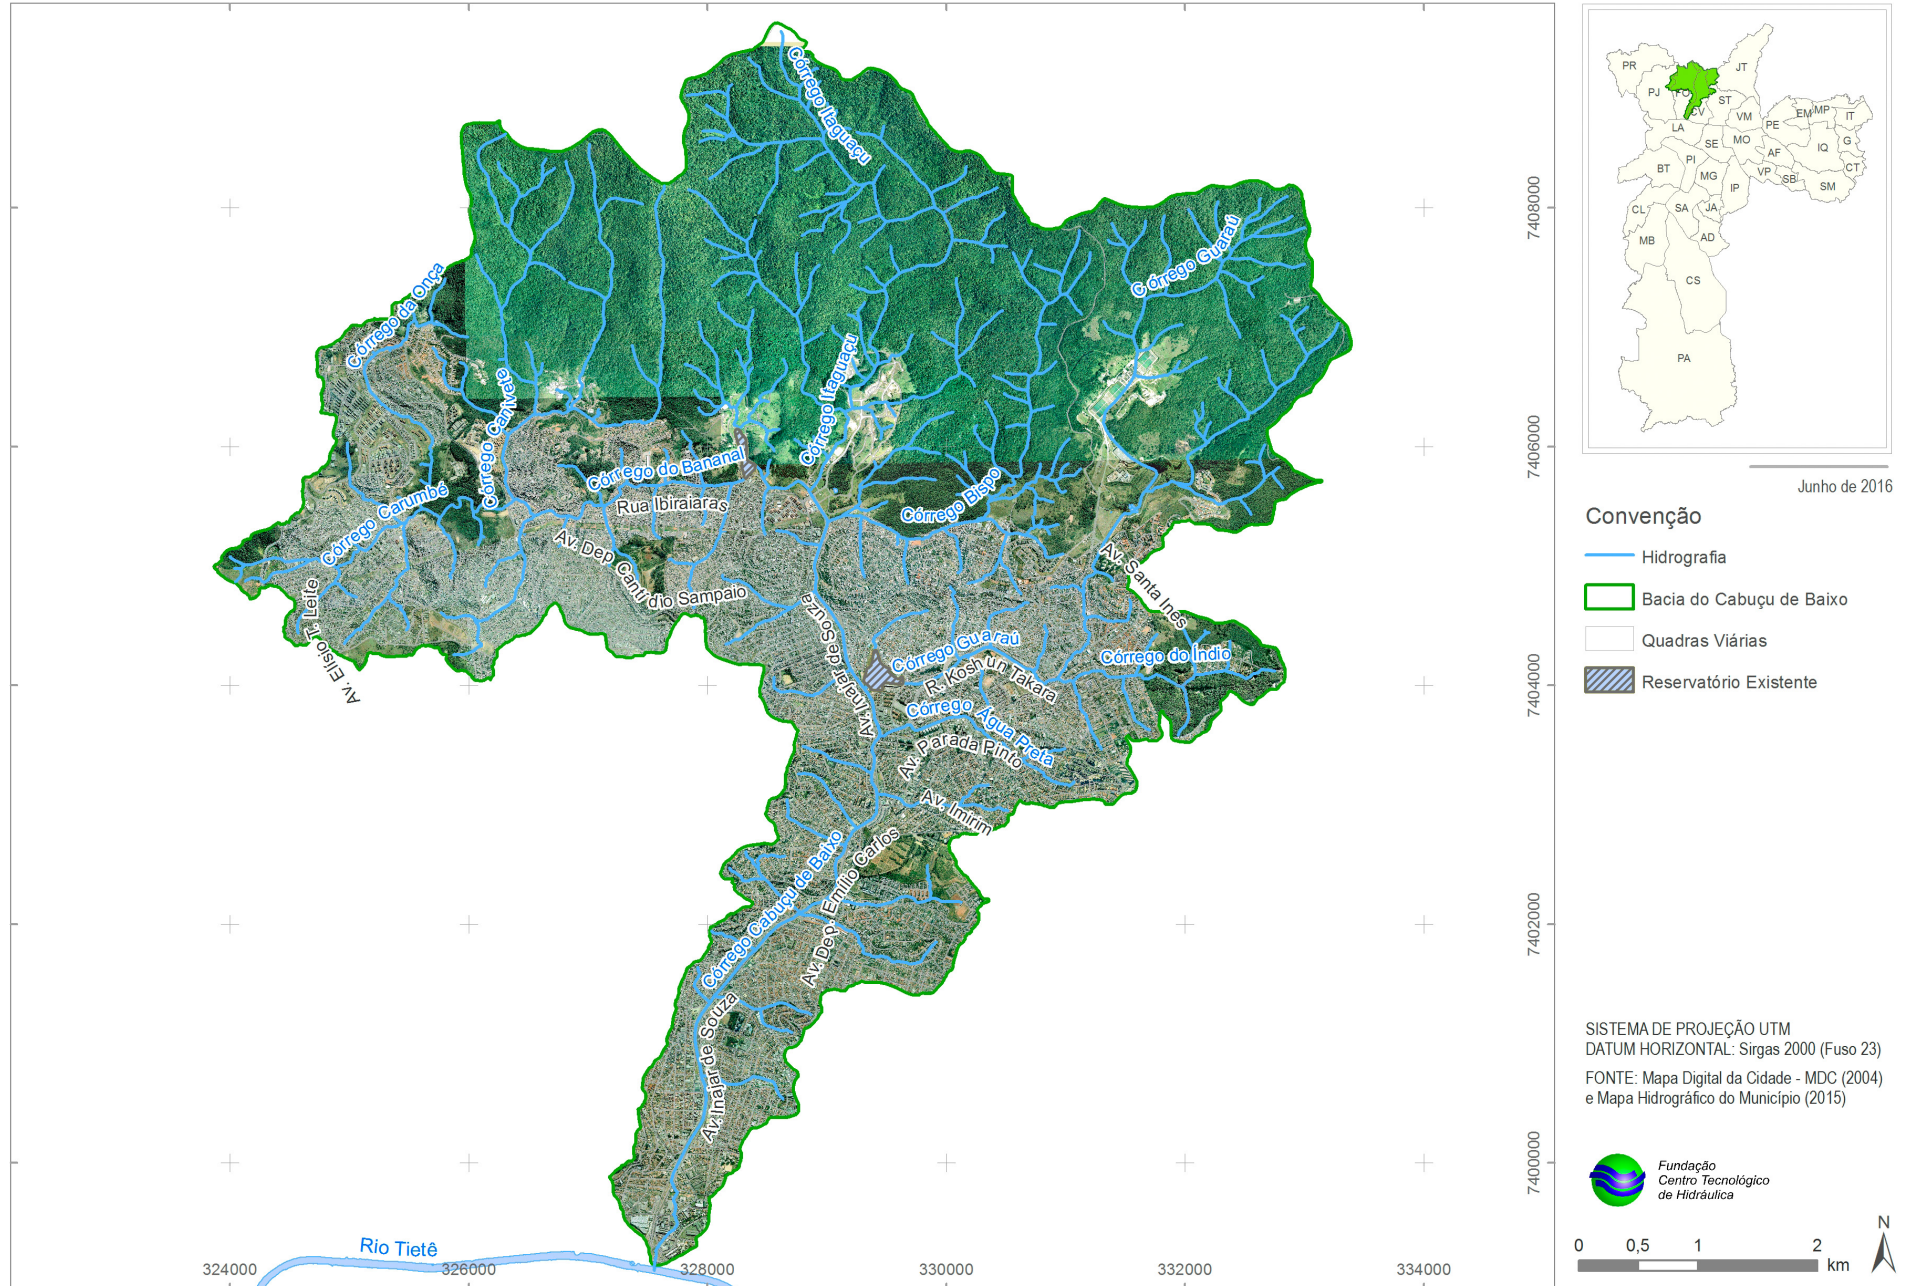 Córrego Itaguaçu
Córrego Guaraú
Córrego da Onça
Córrego Canivete
Córrego Itaguaçu
Córrego do Bananal
Rua Ibiraiaras
Córrego Bispo
Córrego Carumbé
Av. Dep. Cantídio Sampaio
Av. Elísio T. Leite
Av. Santa Ines
Av. Inajar de Souza
Córrego Guaraú
R. Koshun Takara
Córrego do Índio
Córrego Água Preta
Av. Parada Pinto
Av. Imirim
Av. Dep. Emílio Carlos
Córrego Cabuçu de Baixo
Av. Inajar de Souza
Rio Tietê
324000
326000
328000
330000
332000
334000
7408000
7406000
7404000
7402000
7400000
PR
JT
PJ
FO
CV
ST
VM
PE
EM
MP
IT
LA
SE
MO
AF
IQ
G
BT
PI
MG
IP
VP
SB
SM
CT
CL
SA
JA
MB
AD
CS
PA
Junho de 2016
Convenção
Hidrografia
Bacia do Cabuçu de Baixo
Quadras Viárias
Reservatório Existente
SISTEMA DE PROJEÇÃO UTM
DATUM HORIZONTAL: Sirgas 2000 (Fuso 23)
FONTE: Mapa Digital da Cidade - MDC (2004)
e Mapa Hidrográfico do Município (2015)
Fundação
Centro Tecnológico
de Hidráulica
N
0 0,5 1 2
km